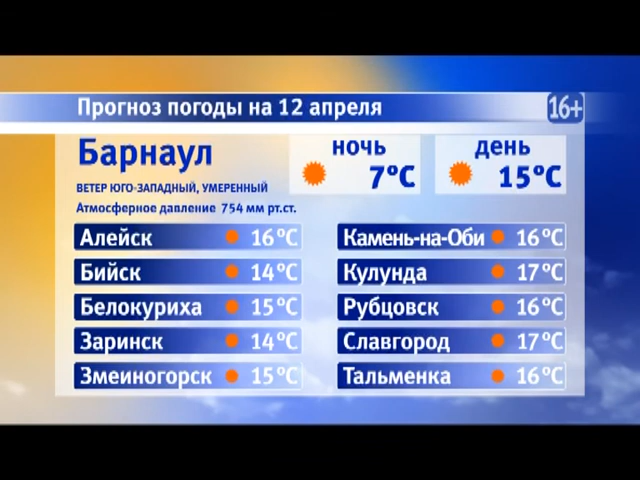 Прогноз погоды на 12 апреля
16+
Барнаул
ВЕТЕР ЮГО-ЗАПАДНЫЙ, УМЕРЕННЫЙ
Атмосферное давление 754 мм рт.ст.
ночь
7°C
день
15°C
Алейск 16°C
Бийск 14°C
Белокуриха 15°C
Заринск 14°C
Змеиногорск 15°C
Камень-на-Оби 16°C
Кулунда 17°C
Рубцовск 16°C
Славгород 17°C
Тальменка 16°C